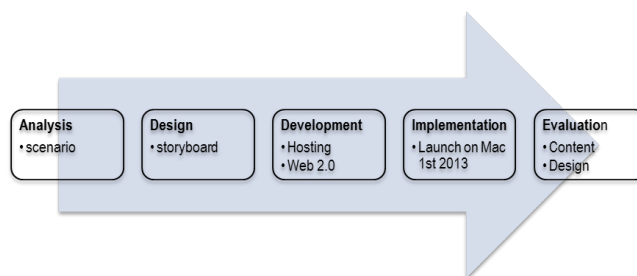 Analysis
• scenario
Design
• storyboard
Development
• Hosting
• Web 2.0
Implementation
• Launch on Mac
1st 2013
Evaluation
• Content
• Design